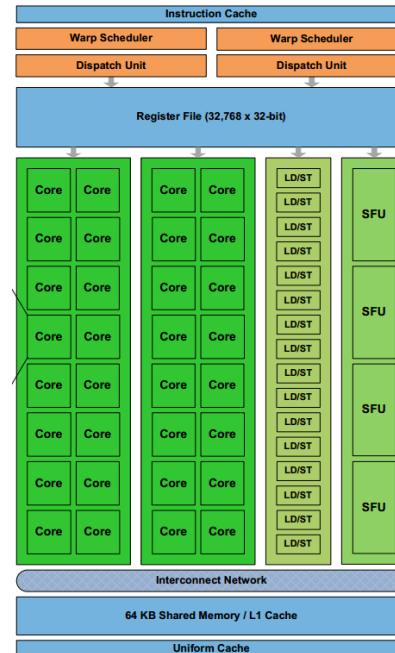 Instruction Cache
Warp Scheduler Warp Scheduler
Dispatch Unit Dispatch Unit
Register File (32,768 x 32-bit)
LD/ST
Core Core Core Core
LD/ST
SFU
LD/ST
Core Core Core Core
LD/ST
LD/ST
Core Core Core Core
LD/ST
SFU
LD/ST
Core Core Core Core
LD/ST
LD/ST
Core Core Core Core
LD/ST
SFU
LD/ST
Core Core Core Core
LD/ST
LD/ST
Core Core Core Core
LD/ST
SFU
LD/ST
Core Core Core Core
LD/ST
Interconnect Network
64 KB Shared Memory / L1 Cache
Uniform Cache